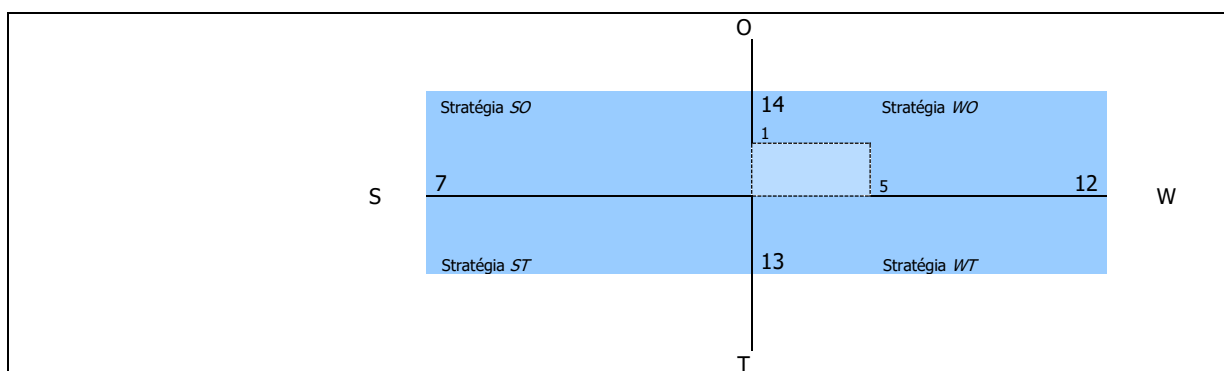 O
Stratégia SO
14
Stratégia WO
1
S
7
5
12
W
Stratégia ST
13
Stratégia WT
T